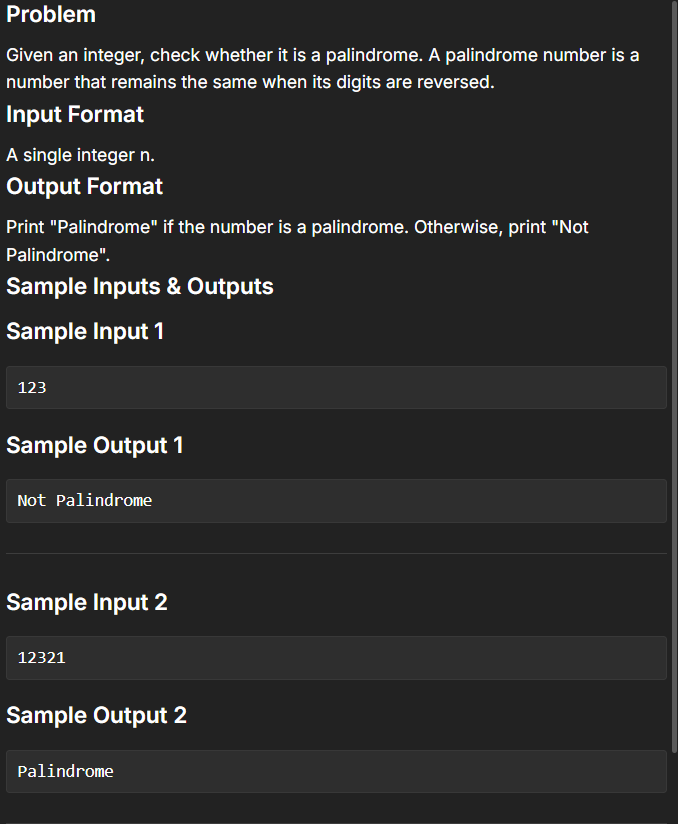 Problem
Given an integer, check whether it is a palindrome. A palindrome number is a
number that remains the same when its digits are reversed.
Input Format
A single integer n.
Output Format
Print "Palindrome" if the number is a palindrome. Otherwise, print "Not
Palindrome".
Sample Inputs & Outputs
Sample Input 1
123
Sample Output 1
Not Palindrome
Sample Input 2
12321
Sample Output 2
Palindrome